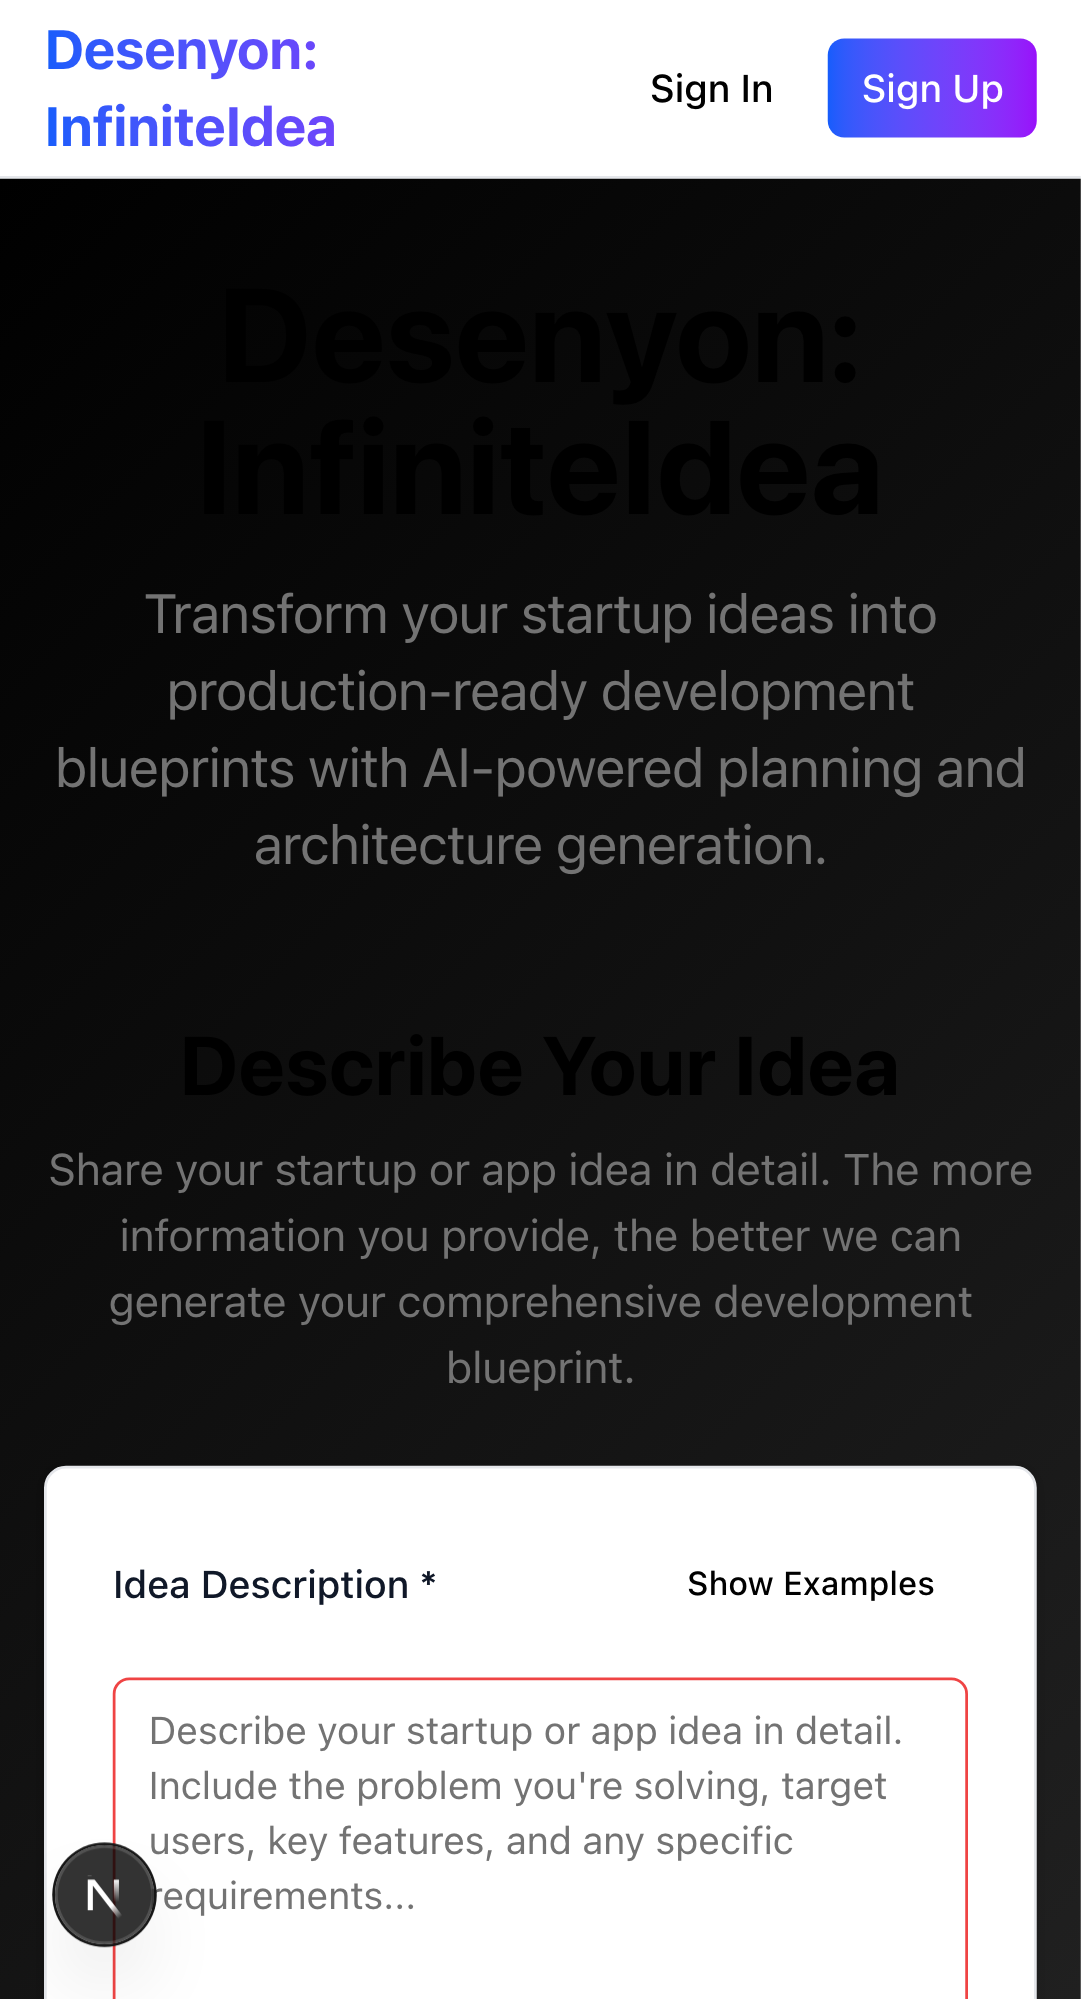 Desenyon:
InfiniteIdea
Sign In
Sign Up
Desenyon:
InfiniteIdea
Transform your startup ideas into
production-ready development
blueprints with AI-powered planning and
architecture generation.
Describe Your Idea
Share your startup or app idea in detail. The more
information you provide, the better we can
generate your comprehensive development
blueprint.
Idea Description *
Show Examples
Describe your startup or app idea in detail.
Include the problem you're solving, target
users, key features, and any specific
requirements...
N